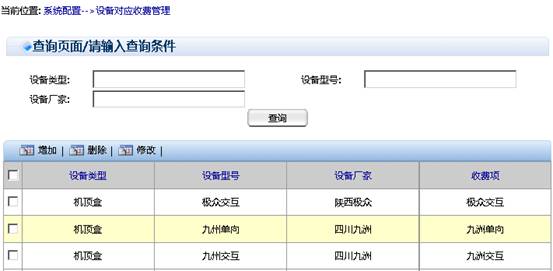 当前位置: 系统配置-->设备对应收费管理
查询页面/请输入查询条件
设备类型: 设备型号:
设备厂家:
查询
增加 | 删除 | 修改 |
设备类型 设备型号 设备厂家 收费项
机顶盒 极众交互 陕西极众 极众交互
机顶盒 九州单向 四川九洲 九洲单向
机顶盒 九州交互 四川九洲 九洲交互